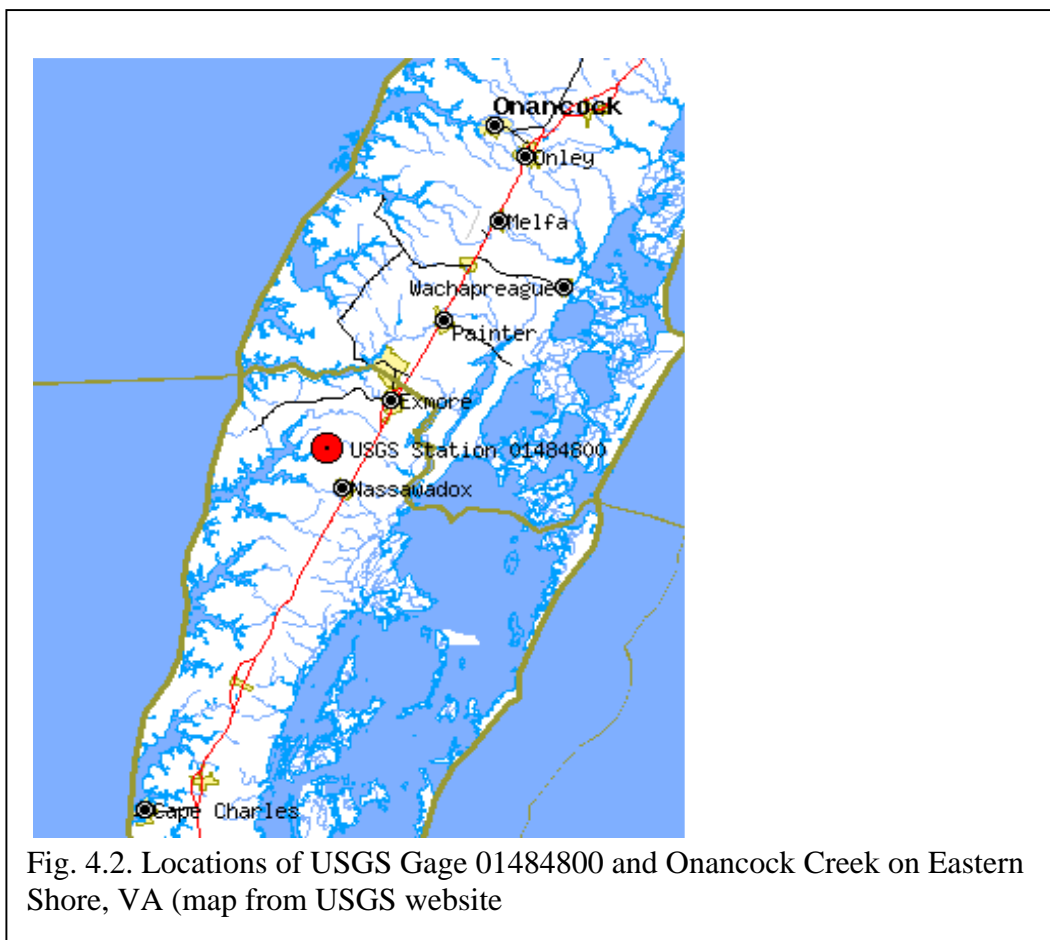 Onancock
Onley
Melfa
Wachapreague
Painter
Exmore
USGS Station 01484800
Nassawadox
Cape Charles
Fig. 4.2. Locations of USGS Gage 01484800 and Onancock Creek on Eastern
Shore, VA (map from USGS website